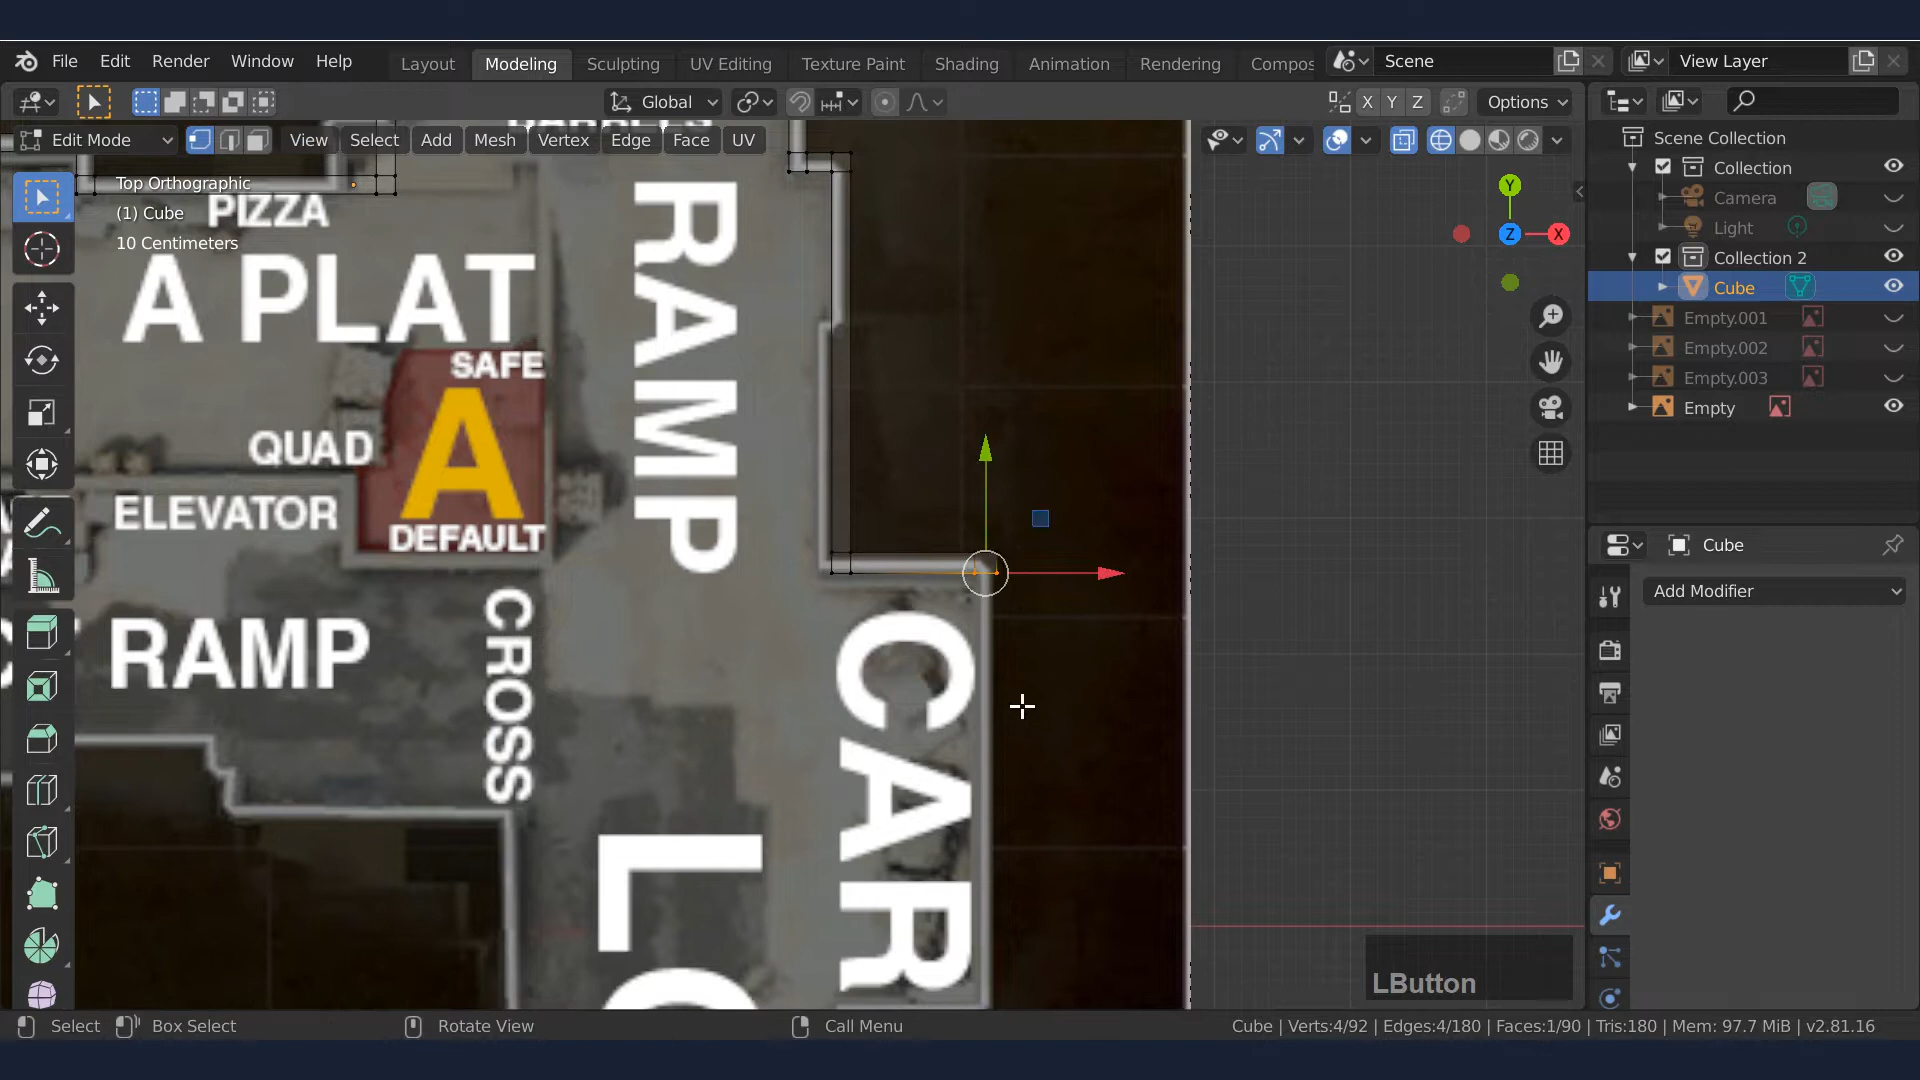 File Edit Render Window Help Layout Modeling Sculpting UV Editing Texture Paint Shading Animation Rendering Compos Scene View Layer
Global X Y Z Options
Edit Mode View Select Add Mesh Vertex Edge Face UV
Top Orthographic
(1) Cube
10 Centimeters
PIZZA
A PLAT
SAFE
QUAD
A
ELEVATOR
DEFAULT
RAMP
RAMP
CROSS
CAR
LO
Y
Z
X
LButton
Scene Collection
Collection
Camera
Light
Collection 2
Cube
Empty.001
Empty.002
Empty.003
Empty
Cube
Add Modifier
Select Box Select Rotate View Call Menu Cube | Verts:4/92 | Edges:4/180 | Faces:1/90 | Tris:180 | Mem: 97.7 MiB | v2.81.16